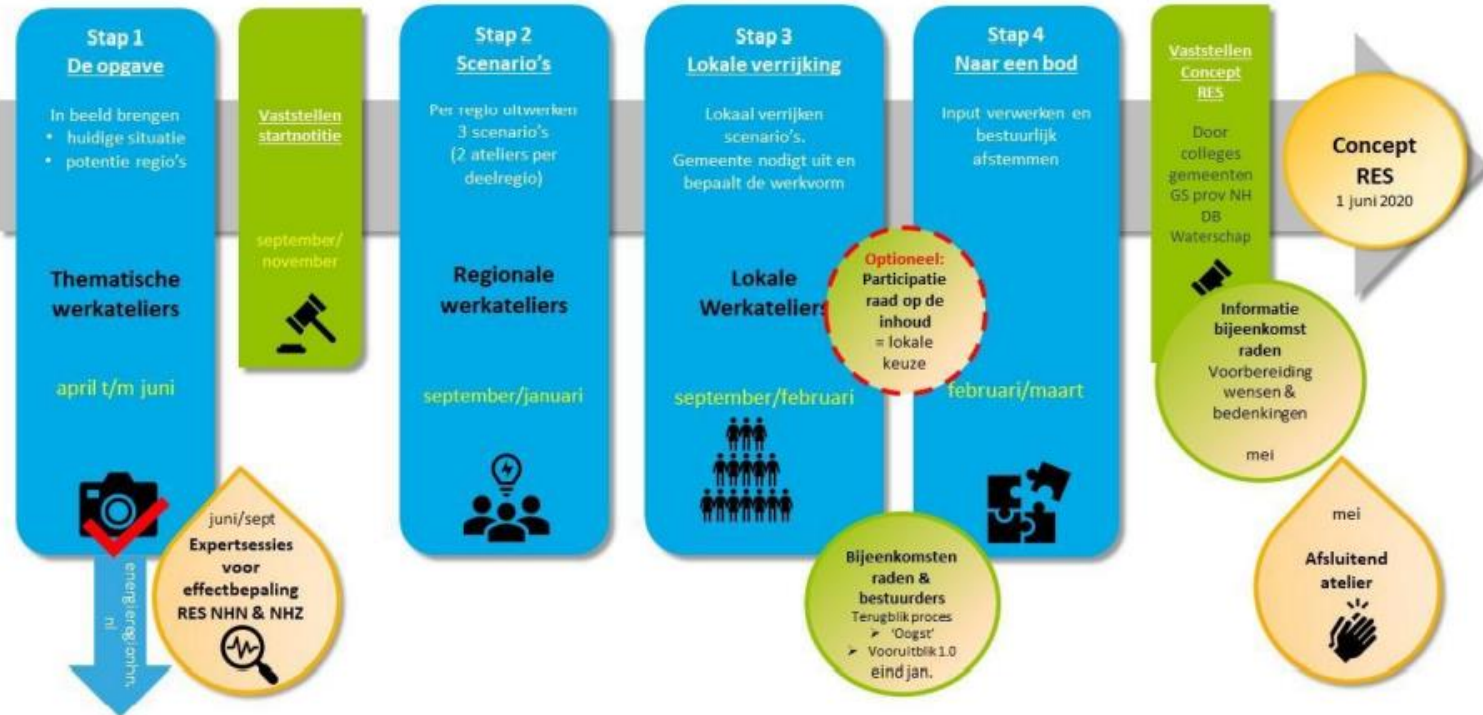 Stap 1
De opgave
In beeld brengen
• huidige situatie
• potentie regio's
Thematische
werkateliers
april t/m juni
energieregionhn.
nl
juni/sept
Expertsessies
voor
effectbepaling
RES NHN & NHZ
Vaststellen
startnotitie
september/
november
Stap 2
Scenario's
Per regio uitwerken
3 scenario's
(2 ateliers per
deelregio)
Regionale
werkateliers
september/januari
Stap 3
Lokale verrijking
Lokaal verrijken
scenario's.
Gemeente nodigt uit en
bepaalt de werkvorm
Lokale
Werkateliers
september/februari
Optioneel:
Participatie
raad op de
inhoud
= lokale
keuze
Bijeenkomsten
raden &
bestuurders
Terugblik proces
➤ 'Oogst'
➤ Vooruitblik 1.0
eind jan.
Stap 4
Naar een bod
Input verwerken en
bestuurlijk
afstemmen
februari/maart
Vaststellen
Concept
RES
Door
colleges
gemeenten
GS prov NH
DB
Waterschap
Informatie
bijeenkomst
raden
Voorbereiding
wensen &
bedenkingen
mei
Concept
RES
1 juni 2020
mei
Afsluitend
atelier